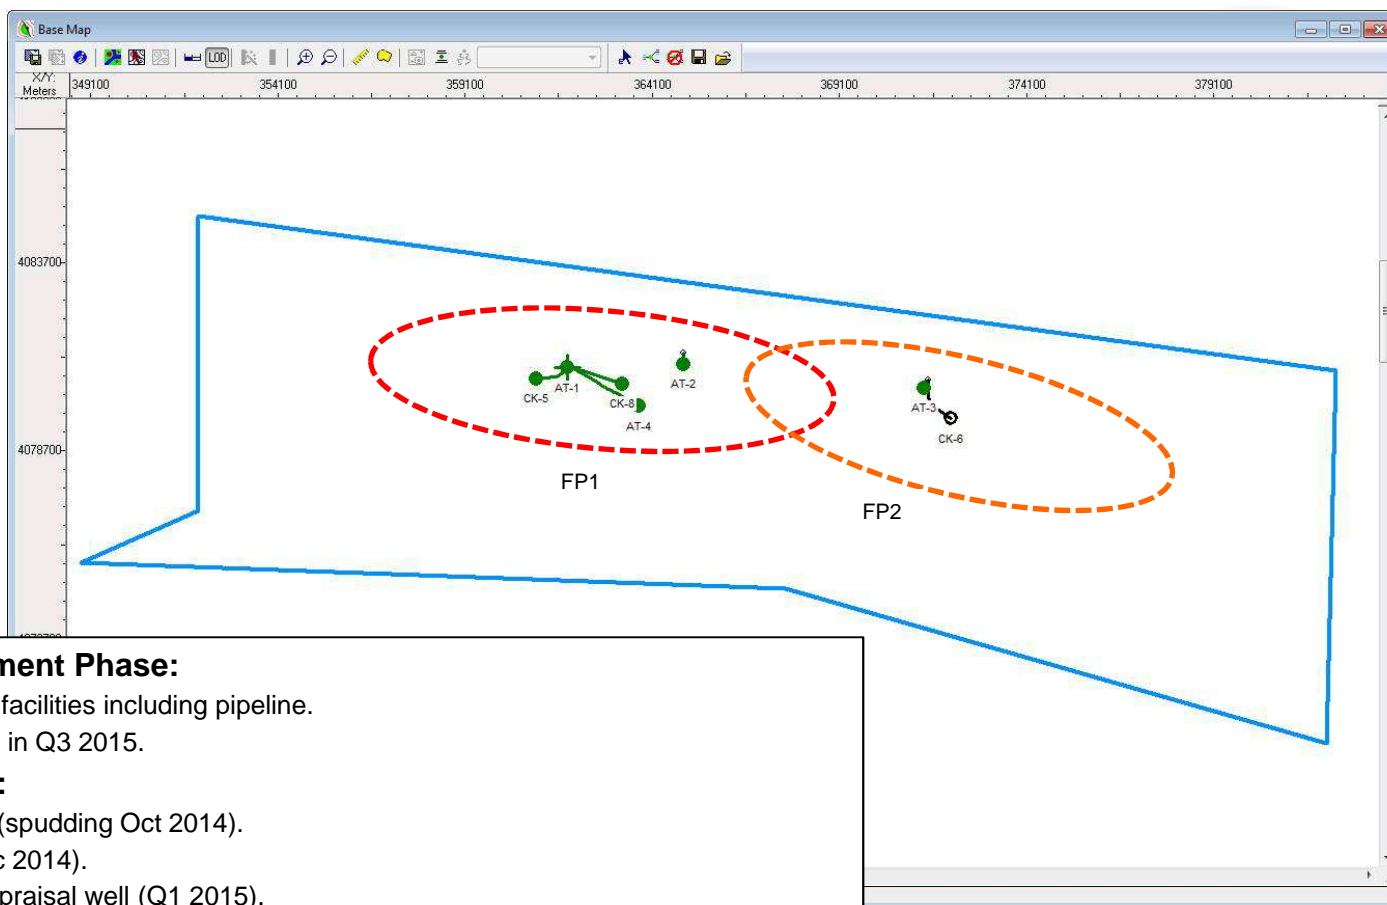 Base Map
LOD
X/Y:
Meters
349100 354100 359100 364100 369100 374100 379100
4083700
CK-5 AT-1 CK-8 AT-2
AT-4
AT-3
CK-6
4078700
FP1
FP2
ment Phase:
facilities including pipeline.
in Q3 2015.
:
(spudding Oct 2014).
c 2014).
praisal well (Q1 2015).